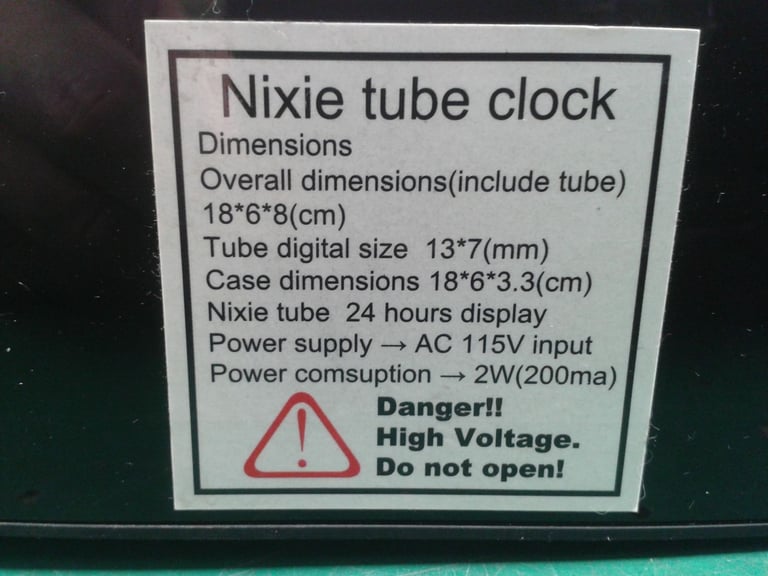 Nixie tube clock
Dimensions
Overall dimensions(include tube)
18*6*8(cm)
Tube digital size 13*7(mm)
Case dimensions 18*6*3.3(cm)
Nixie tube 24 hours display
Power supply → AC 115V input
Power comsuption → 2W(200ma)
Danger!!
High Voltage.
Do not open!